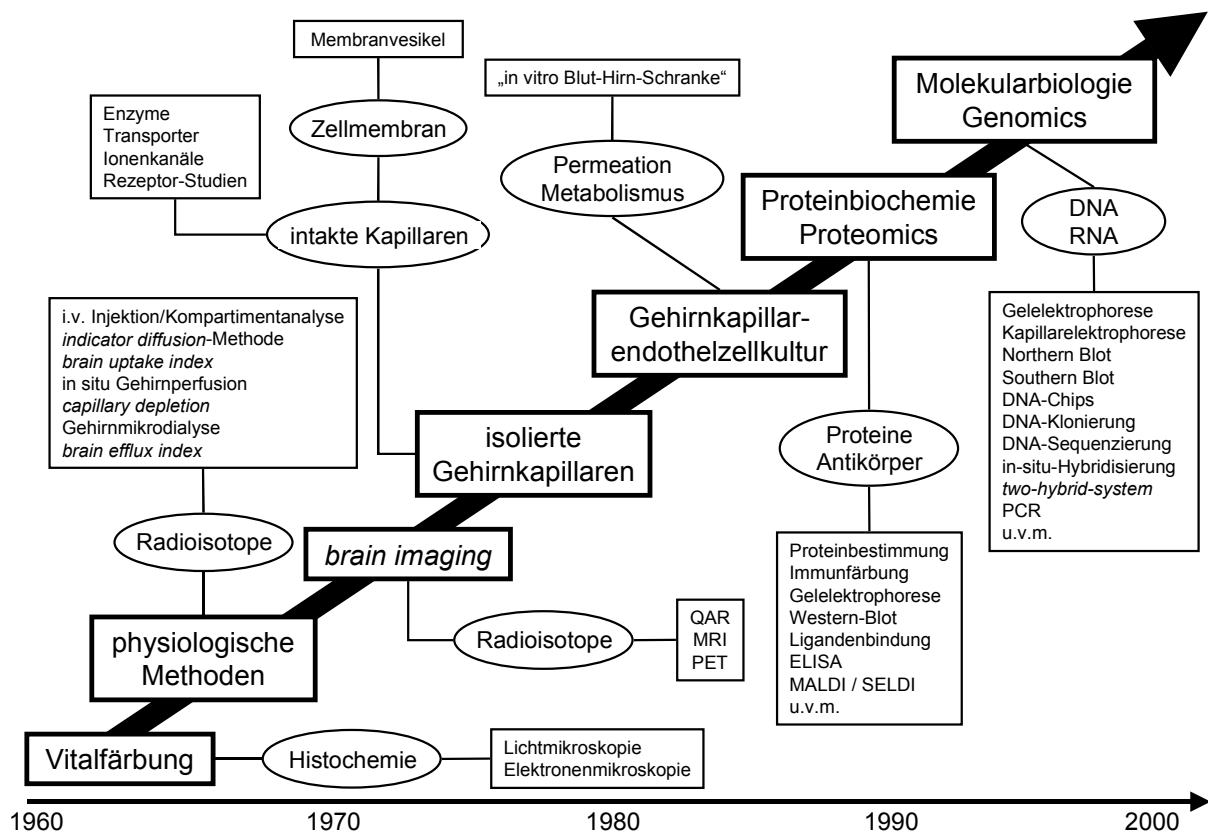 Membranvesikel
„in vitro Blut-Hirn-Schranke“
Molekularbiologie
Genomics
Enzyme
Transporter
Ionenkanäle
Rezeptor-Studien
Zellmembran
Permeation
Metabolismus
intakte Kapillaren
Proteinbiochemie
Proteomics
DNA
RNA
i.v. Injektion/Kompartimentanalyse
indicator diffusion-Methode
brain uptake index
in situ Gehirnperfusion
capillary depletion
Gehirnmikrodialyse
brain efflux index
Gehirnkapillar-
endothelzellkultur
Gelelektrophorese
Kapillarelektrophorese
Northern Blot
Southern Blot
DNA-Chips
DNA-Klonierung
DNA-Sequenzierung
in-situ-Hybridisierung
two-hybrid-system
PCR
u.v.m.
isolierte
Gehirnkapillaren
Proteine
Antikörper
Radioisotope
brain imaging
Proteinbestimmung
Immunfärbung
Gelelektrophorese
Western-Blot
Ligandenbindung
ELISA
MALDI / SELDI
u.v.m.
physiologische
Methoden
Radioisotope
QAR
MRI
PET
Vitalfärbung
Histochemie
Lichtmikroskopie
Elektronenmikroskopie
1960
1970
1980
1990
2000